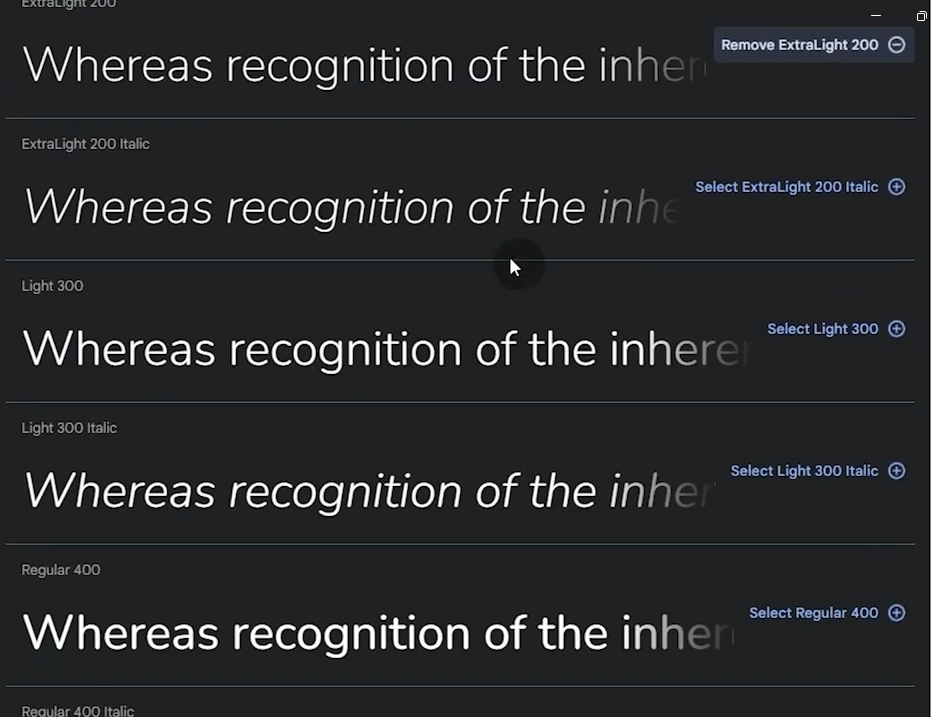 ExtraLight 200
Remove ExtraLight 200
Whereas recognition of the inher
ExtraLight 200 Italic
Select ExtraLight 200 Italic
Whereas recognition of the inhe
Light 300
Select Light 300
Whereas recognition of the inheren
Light 300 Italic
Select Light 300 Italic
Whereas recognition of the inher
Regular 400
Select Regular 400
Whereas recognition of the inher
Regular 400 Italic